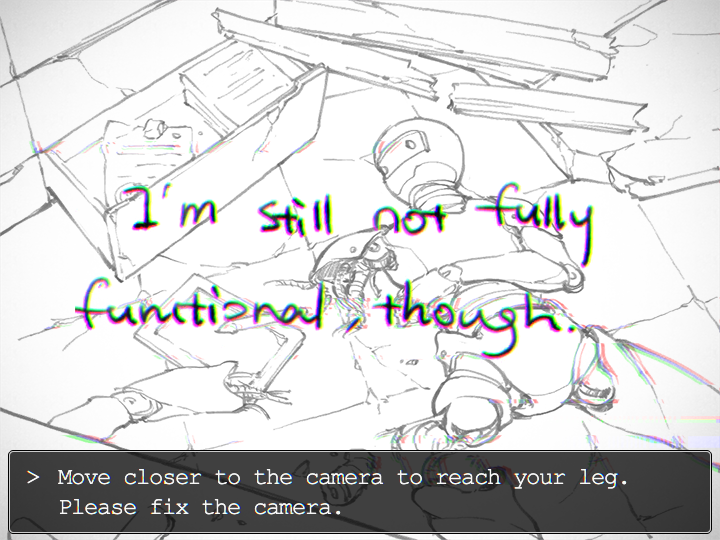 I'm still not fully
functional, though.
> Move closer to the camera to reach your leg.
Please fix the camera.